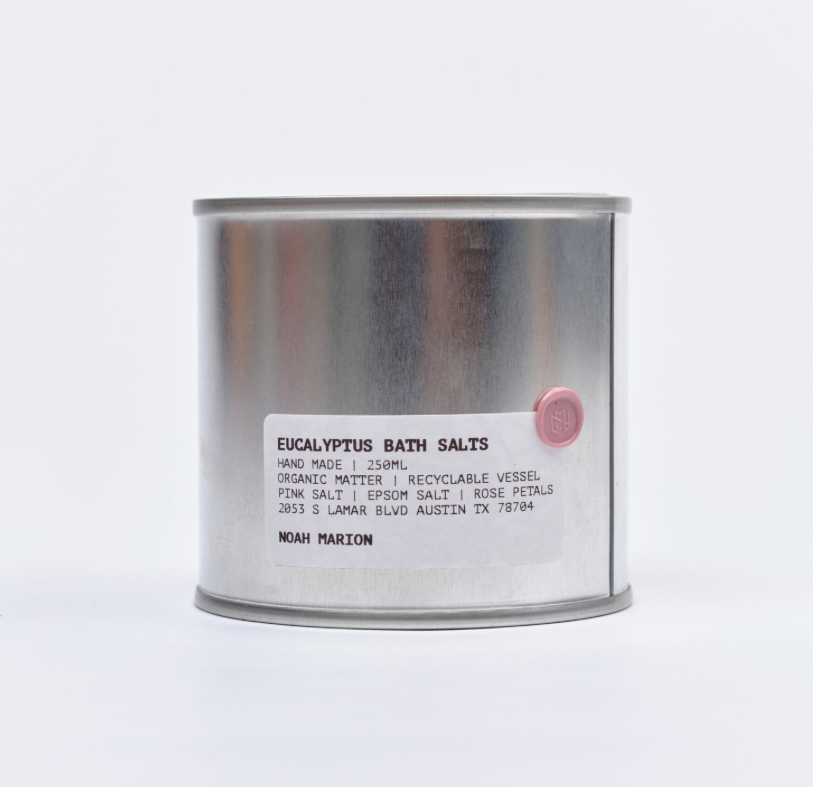 EUCALYPTUS BATH SALTS
HAND MADE | 250ML
ORGANIC MATTER | RECYCLABLE VESSEL
PINK SALT | EPSOM SALT | ROSE PETALS
2053 S LAMAR BLVD AUSTIN TX 78704
NOAH MARION